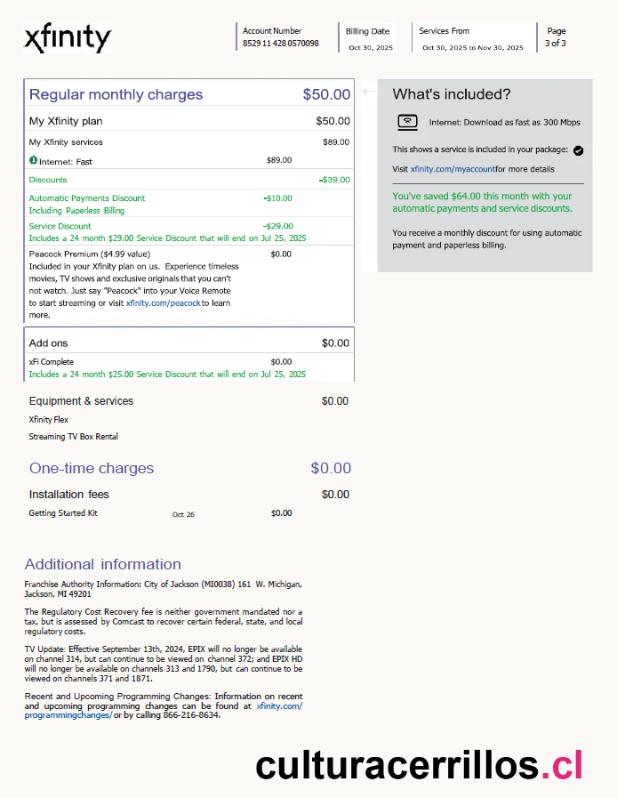 xfinity
Account Number
8529 11 428 0570098
Billing Date
Oct 30, 2025
Services From
Oct 30, 2025 to Nov 30, 2025
Page
3 of 3
Regular monthly charges $50.00
My Xfinity plan $50.00
My Xfinity services $89.00
Internet: Fast $89.00
Discounts -$39.00
Automatic Payments Discount -$10.00
Including Paperless Billing
Service Discount -$29.00
Includes a 24 month $29.00 Service Discount that will end on Jul 25, 2025
Peacock Premium ($4.99 value) $0.00
Included in your Xfinity plan on us. Experience timeless
movies, TV shows and exclusive originals that you can't
not watch. Just say "Peacock" into your Voice Remote
to start streaming or visit xfinity.com/peacock to learn
more.
Add ons $0.00
xFi Complete $0.00
Includes a 24 month $25.00 Service Discount that will end on Jul 25, 2025
Equipment & services $0.00
Xfinity Flex
Streaming TV Box Rental
One-time charges $0.00
Installation fees $0.00
Getting Started Kit Oct 26 $0.00
What's included?
Internet: Download as fast as 300 Mbps
This shows a service is included in your package:
Visit xfinity.com/myaccountfor more details
You've saved $64.00 this month with your
automatic payments and service discounts.
You receive a monthly discount for using automatic
payment and paperless billing.
Additional information
Franchise Authority Information: City of Jackson (MI0038) 161 W. Michigan,
Jackson, MI 49201
The Regulatory Cost Recovery fee is neither government mandated nor a
tax, but is assessed by Comcast to recover certain federal, state, and local
regulatory costs.
TV Update: Effective September 13th, 2024, EPIX will no longer be available
on channel 314, but can continue to be viewed on channel 372; and EPIX HD
will no longer be available on channels 313 and 1790, but can continue to be
viewed on channels 371 and 1871.
Recent and Upcoming Programming Changes: Information on recent
and upcoming programming changes can be found at xfinity.com/
programmingchanges/ or by calling 866-216-8634.
culturacerrillos.cl